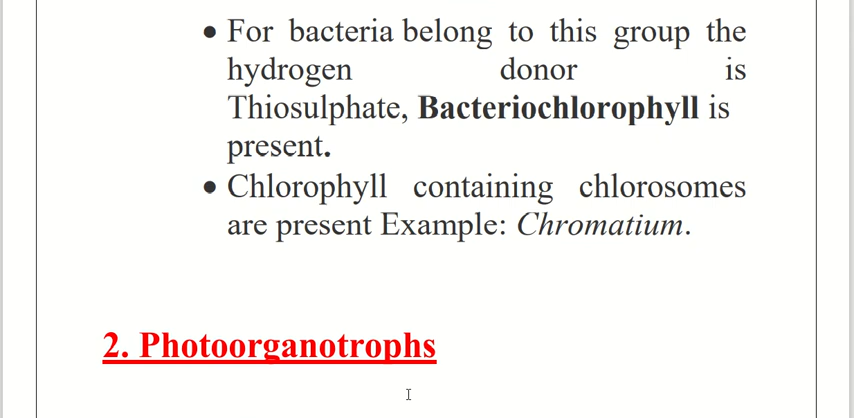 • For bacteria belong to this group the
hydrogen donor is
Thiosulphate, Bacteriochlorophyll is
present.
• Chlorophyll containing chlorosomes
are present Example: Chromatium.
2. Photoorganotrophs